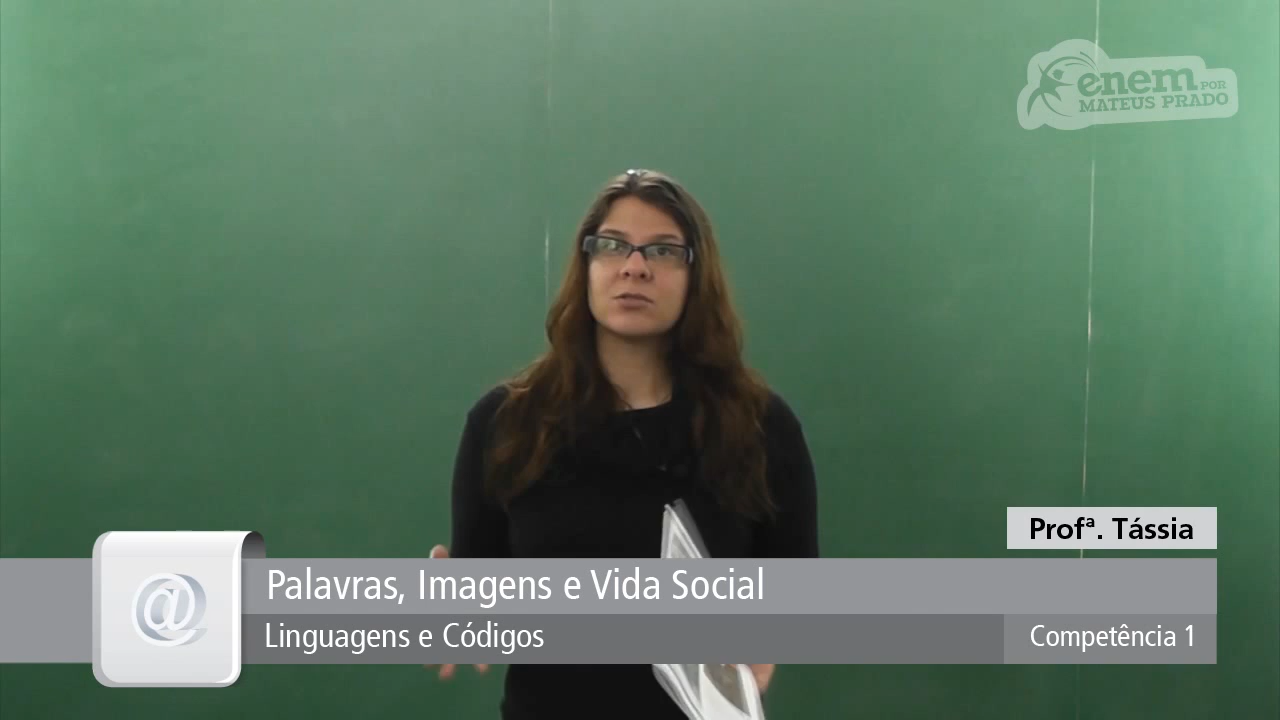 enem POR
MATEUS PRADO
Profª. Tássia
@
Palavras, Imagens e Vida Social
Linguagens e Códigos
Competência 1